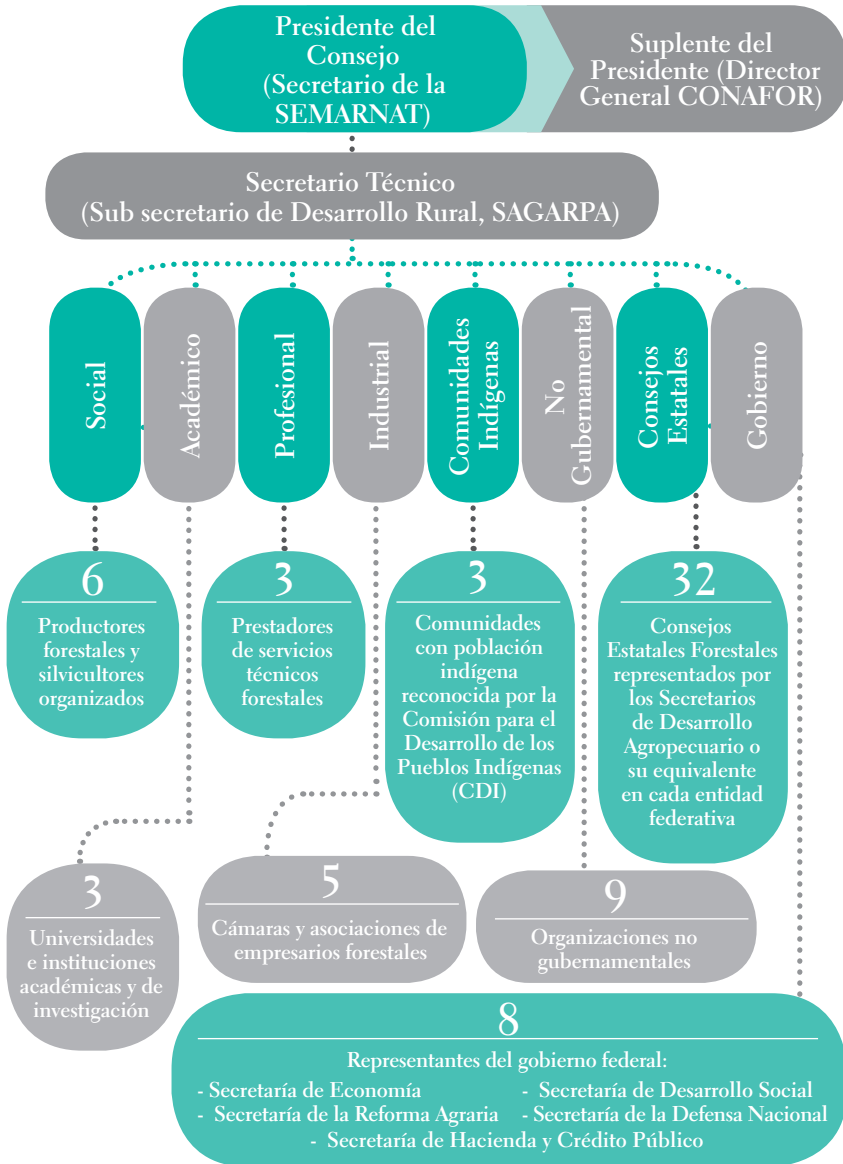 Presidente del
Consejo
(Secretario de la
SEMARNAT)
Suplente del
Presidente (Director
General CONAFOR)
Secretario Técnico
(Sub secretario de Desarrollo Rural, SAGARPA)
Social
Académico
Profesional
Industrial
Comunidades
Indígenas
No
Gubernamental
Consejos
Estatales
Gobierno
6
Productores
forestales y
silvicultores
organizados
3
Prestadores
de servicios
técnicos
forestales
3
Comunidades
con población
indígena
reconocida por la
Comisión para el
Desarrollo de los
Pueblos Indígenas
(CDI)
32
Consejos
Estatales Forestales
representados por
los Secretarios
de Desarrollo
Agropecuario o
su equivalente
en cada entidad
federativa
3
Universidades
e instituciones
académicas y de
investigación
5
Cámaras y asociaciones de
empresarios forestales
9
Organizaciones no
gubernamentales
8
Representantes del gobierno federal:
- Secretaría de Economía - Secretaría de Desarrollo Social
- Secretaría de la Reforma Agraria - Secretaría de la Defensa Nacional
- Secretaría de Hacienda y Crédito Público